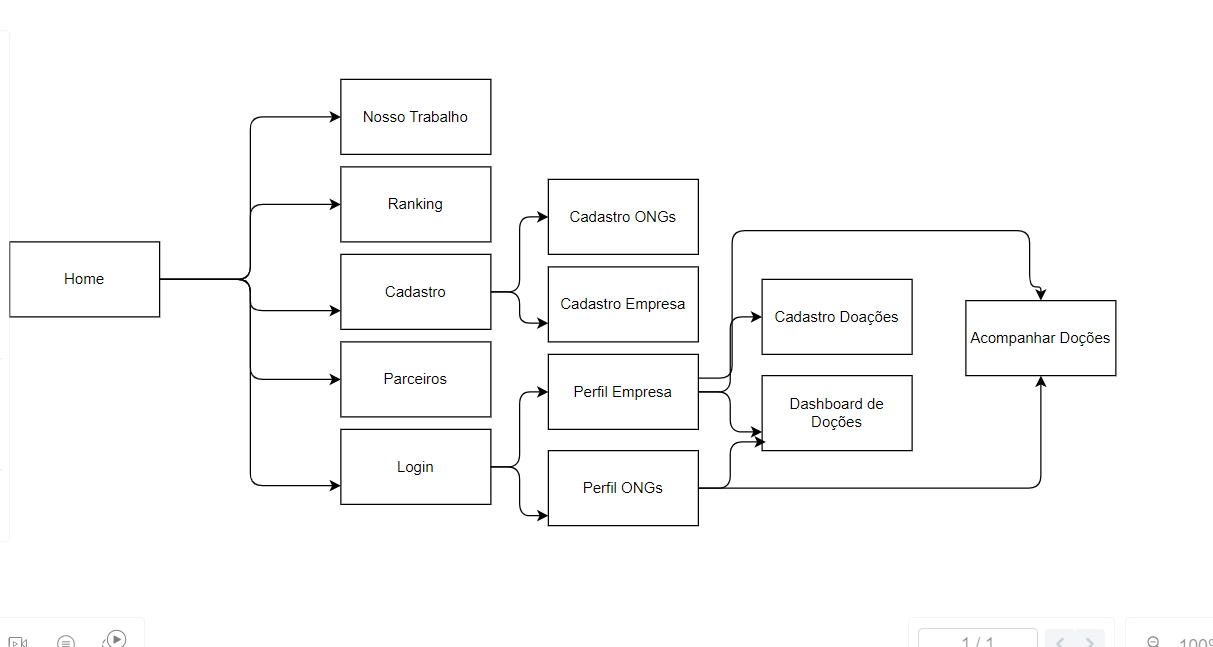 Home
Nosso Trabalho
Ranking
Cadastro
Parceiros
Login
Cadastro ONGs
Cadastro Empresa
Perfil Empresa
Perfil ONGs
Cadastro Doações
Dashboard de
Doções
Acompanhar Doções
1 / 1
100%